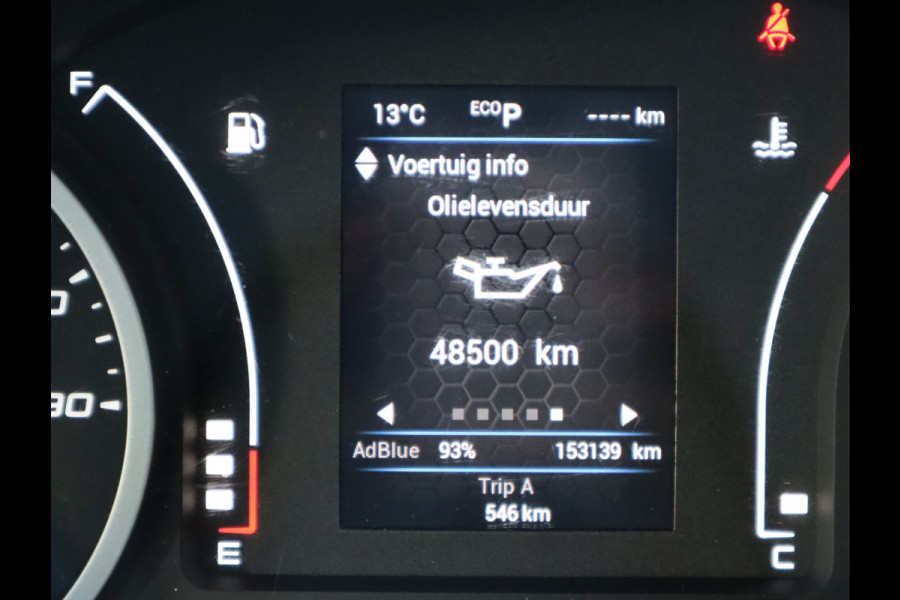 F
13°C ECO P ---- km
Voertuig info
Olielevensduur
48500 km
AdBlue 93% 153139 km
Trip A
546 km
E
C